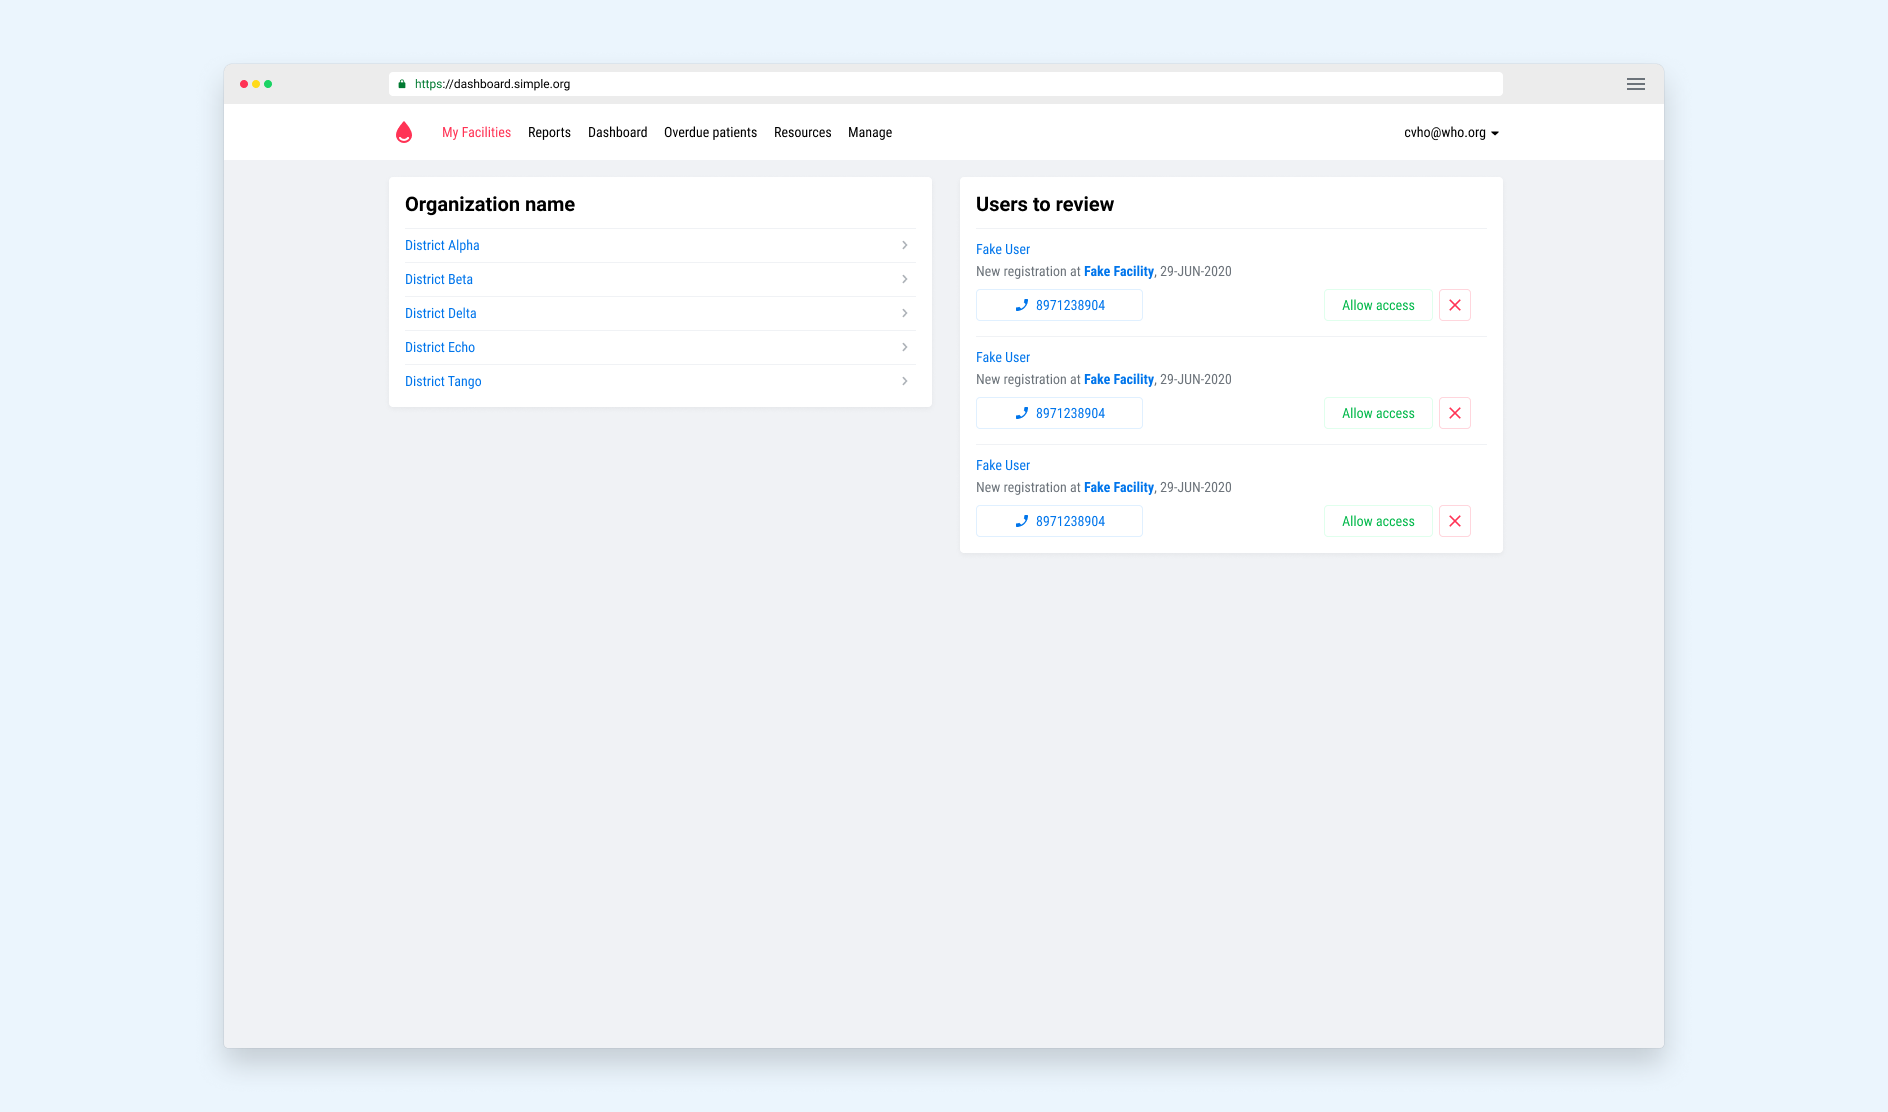 https://dashboard.simple.org
My Facilities Reports Dashboard Overdue patients Resources Manage cvho@who.org
Organization name
District Alpha
District Beta
District Delta
District Echo
District Tango
Users to review
Fake User
New registration at Fake Facility, 29-JUN-2020
8971238904 Allow access
Fake User
New registration at Fake Facility, 29-JUN-2020
8971238904 Allow access
Fake User
New registration at Fake Facility, 29-JUN-2020
8971238904 Allow access